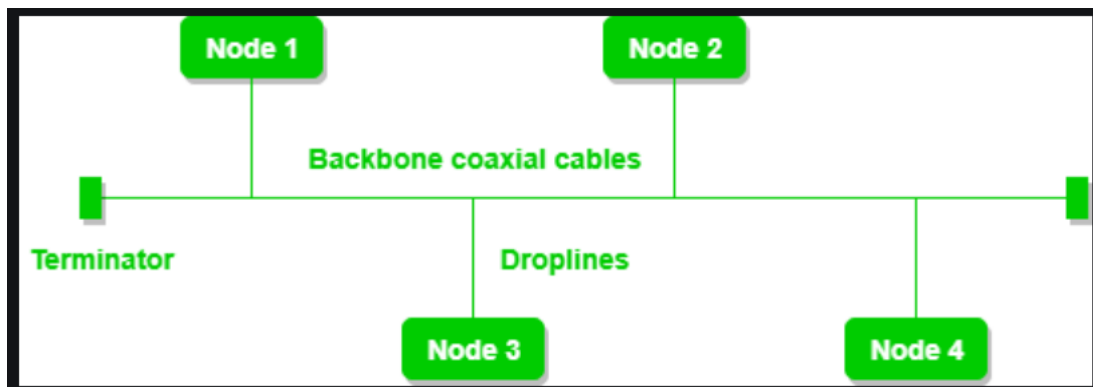 Node 1
Node 2
Backbone coaxial cables
Terminator
Droplines
Node 3
Node 4